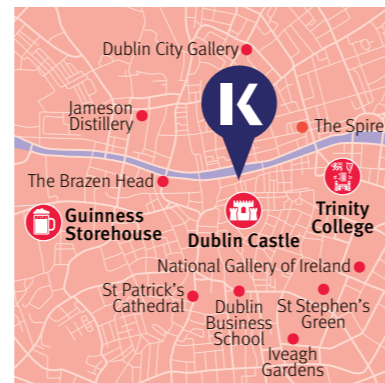 Dublin City Gallery
K
Jameson
Distillery
The Spire
The Brazen Head
Guinness
Storehouse
Dublin Castle
Trinity
College
National Gallery of Ireland
St Patrick's
Cathedral
Dublin
Business
School
St Stephen's
Green
Iveagh
Gardens